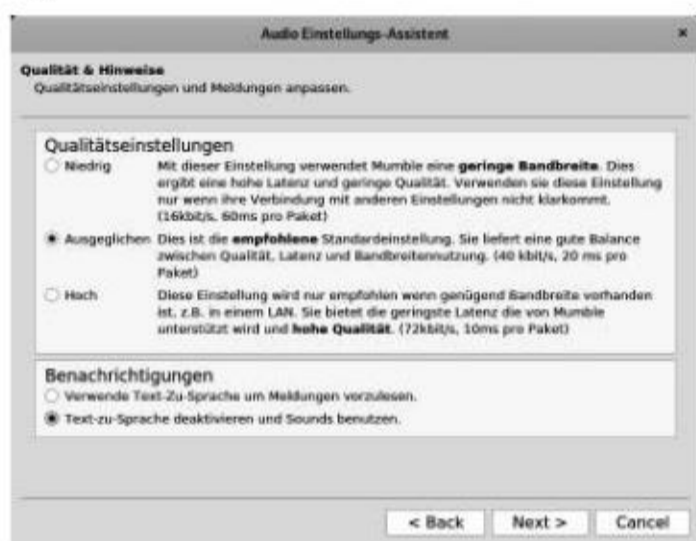 Audio Einstellungs-Assistent
Qualität & Hinweise
Qualitätseinstellungen und Meldungen anpassen.
Qualitätseinstellungen
Niedrig Mit dieser Einstellung verwendet Mumble eine geringe Bandbreite. Dies
ergibt eine hohe Latenz und geringe Qualität. Verwenden sie diese Einstellung
nur wenn ihre Verbindung mit anderen Einstellungen nicht klarkommt.
(16kbit/s, 60ms pro Paket)
Ausgeglichen Dies ist die empfohlene Standardeinstellung. Sie liefert eine gute Balance
zwischen Qualität, Latenz und Bandbreitennutzung. (40 kbit/s, 20 ms pro
Paket)
Hoch Diese Einstellung wird nur empfohlen wenn genügend Bandbreite vorhanden
ist, z.B. in einem LAN. Sie bietet die geringste Latenz die von Mumble
unterstützt wird und hohe Qualität. (72kbit/s, 10ms pro Paket)
Benachrichtigungen
Verwende Text-Zu-Sprache um Meldungen vorzulesen.
Text-zu-Sprache deaktivieren und Sounds benutzen.
< Back Next > Cancel